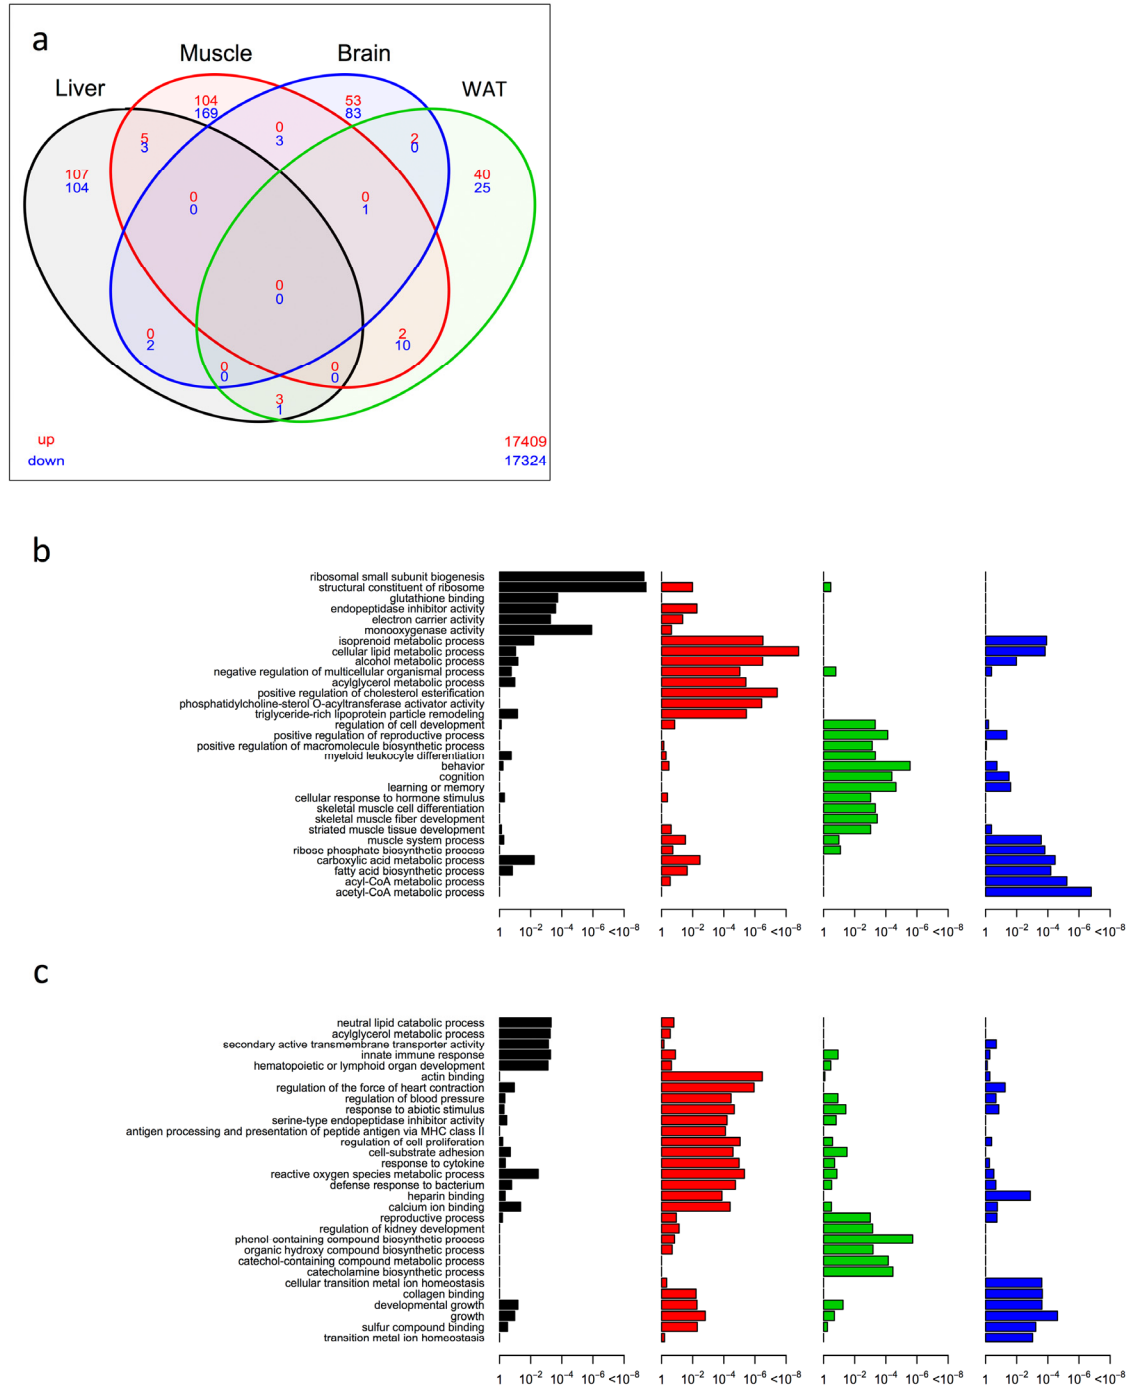 a
Muscle Brain
Liver WAT
104 53
169 83
0
3
5
3
2
0
107
104
40
25
0
0
0
1
0
0
0
2
2
10
0
0
0
0
3
1
up 17409
down 17324
b
ribosomal small subunit biogenesis
structural constituent of ribosome
glutathione binding
endopeptidase inhibitor activity
electron carrier activity
monooxygenase activity
isoprenoid metabolic process
cellular lipid metabolic process
alcohol metabolic process
negative regulation of multicellular organismal process
acylglycerol metabolic process
positive regulation of cholesterol esterification
phosphatidylcholine-sterol O-acyltransferase activator activity
triglyceride-rich lipoprotein particle remodeling
regulation of cell development
positive regulation of reproductive process
positive regulation of macromolecule biosynthetic process
myeloid leukocyte differentiation
behavior
cognition
learning or memory
cellular response to hormone stimulus
skeletal muscle cell differentiation
skeletal muscle fiber development
striated muscle tissue development
muscle system process
ribose phosphate biosynthetic process
carboxylic acid metabolic process
fatty acid biosynthetic process
acyl-CoA metabolic process
acetyl-CoA metabolic process
1 10⁻² 10⁻⁴ 10⁻⁶ <10⁻⁸ 1 10⁻² 10⁻⁴ 10⁻⁶ <10⁻⁸ 1 10⁻² 10⁻⁴ 10⁻⁶ <10⁻⁸ 1 10⁻² 10⁻⁴ 10⁻⁶ <10⁻⁸
c
neutral lipid catabolic process
acylglycerol metabolic process
secondary active transmembrane transporter activity
innate immune response
hematopoietic or lymphoid organ development
actin binding
regulation of the force of heart contraction
regulation of blood pressure
response to abiotic stimulus
serine-type endopeptidase inhibitor activity
antigen processing and presentation of peptide antigen via MHC class II
regulation of cell proliferation
cell-substrate adhesion
response to cytokine
reactive oxygen species metabolic process
defense response to bacterium
heparin binding
calcium ion binding
reproductive process
regulation of kidney development
phenol-containing compound biosynthetic process
organic hydroxy compound biosynthetic process
catechol-containing compound metabolic process
catecholamine biosynthetic process
cellular transition metal ion homeostasis
collagen binding
developmental growth
growth
sulfur compound binding
transition metal ion homeostasis
1 10⁻² 10⁻⁴ 10⁻⁶ <10⁻⁸ 1 10⁻² 10⁻⁴ 10⁻⁶ <10⁻⁸ 1 10⁻² 10⁻⁴ 10⁻⁶ <10⁻⁸ 1 10⁻² 10⁻⁴ 10⁻⁶ <10⁻⁸